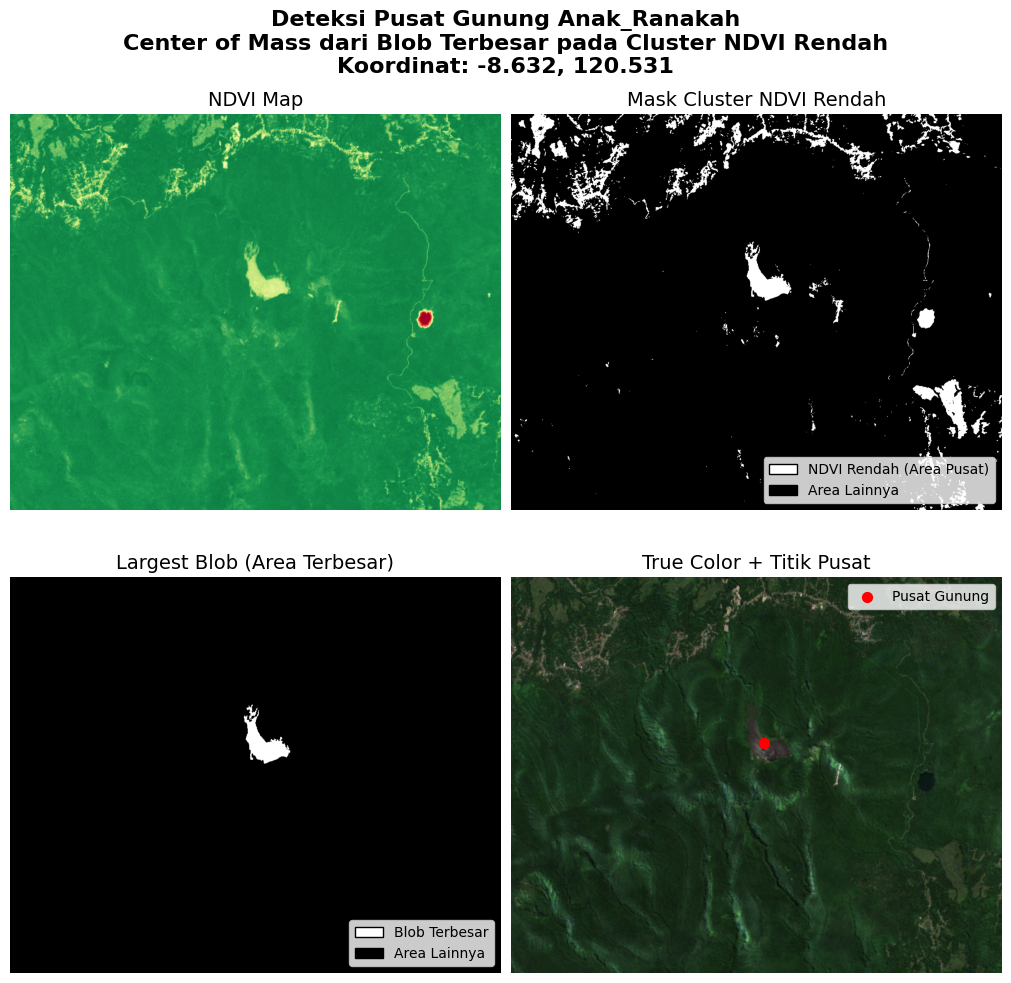 Deteksi Pusat Gunung Anak_Ranakah
Center of Mass dari Blob Terbesar pada Cluster NDVI Rendah
Koordinat: -8.632, 120.531
NDVI Map
Mask Cluster NDVI Rendah
NDVI Rendah (Area Pusat)
Area Lainnya
Largest Blob (Area Terbesar)
True Color + Titik Pusat
Pusat Gunung
Blob Terbesar
Area Lainnya